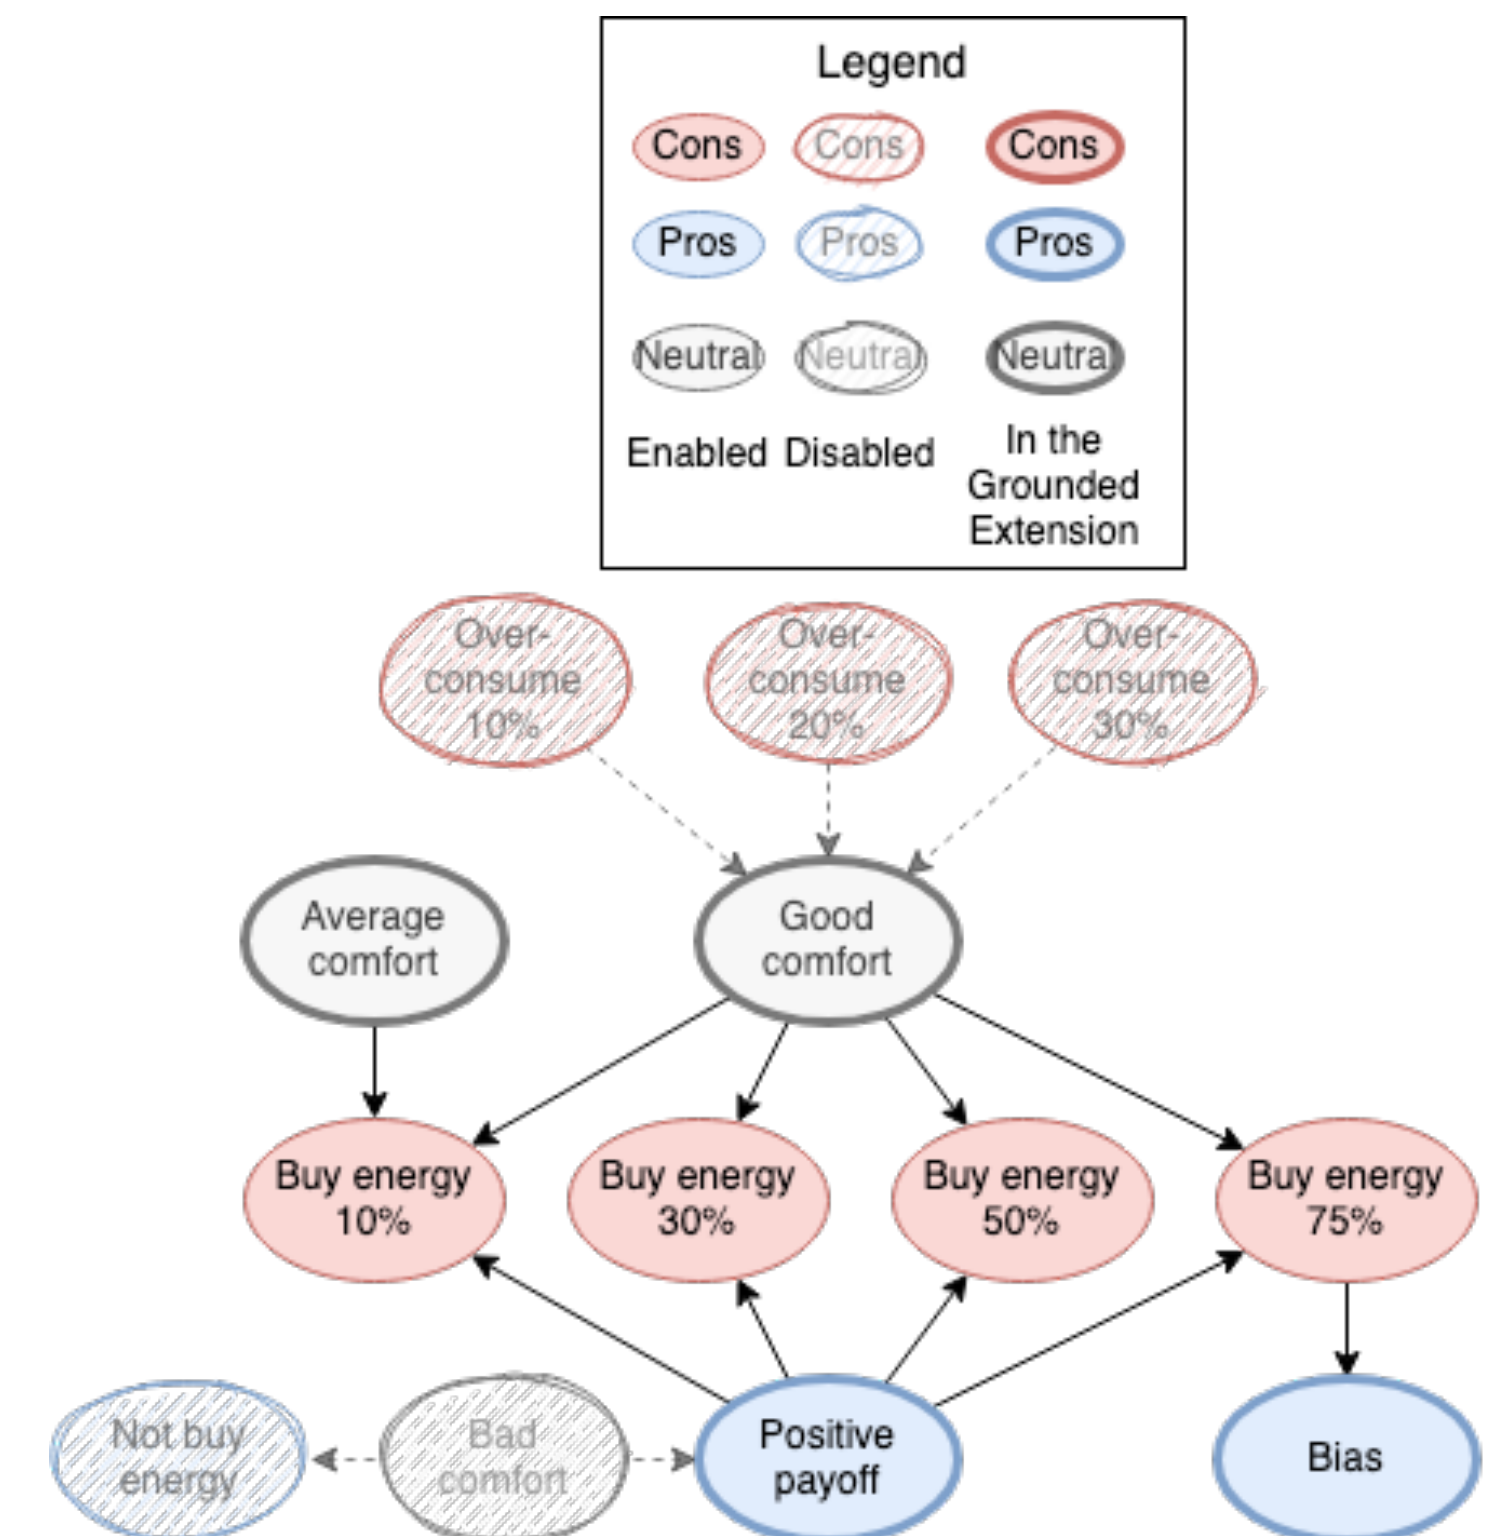 Legend
Cons Cons Cons
Pros Pros Pros
Neutral Neutral Neutral
Enabled Disabled In the
Grounded
Extension
Over-
consume
10%
Over-
consume
20%
Over-
consume
30%
Average
comfort
Good
comfort
Buy energy
10%
Buy energy
30%
Buy energy
50%
Buy energy
75%
Not buy
energy
Bad
comfort
Positive
payoff
Bias